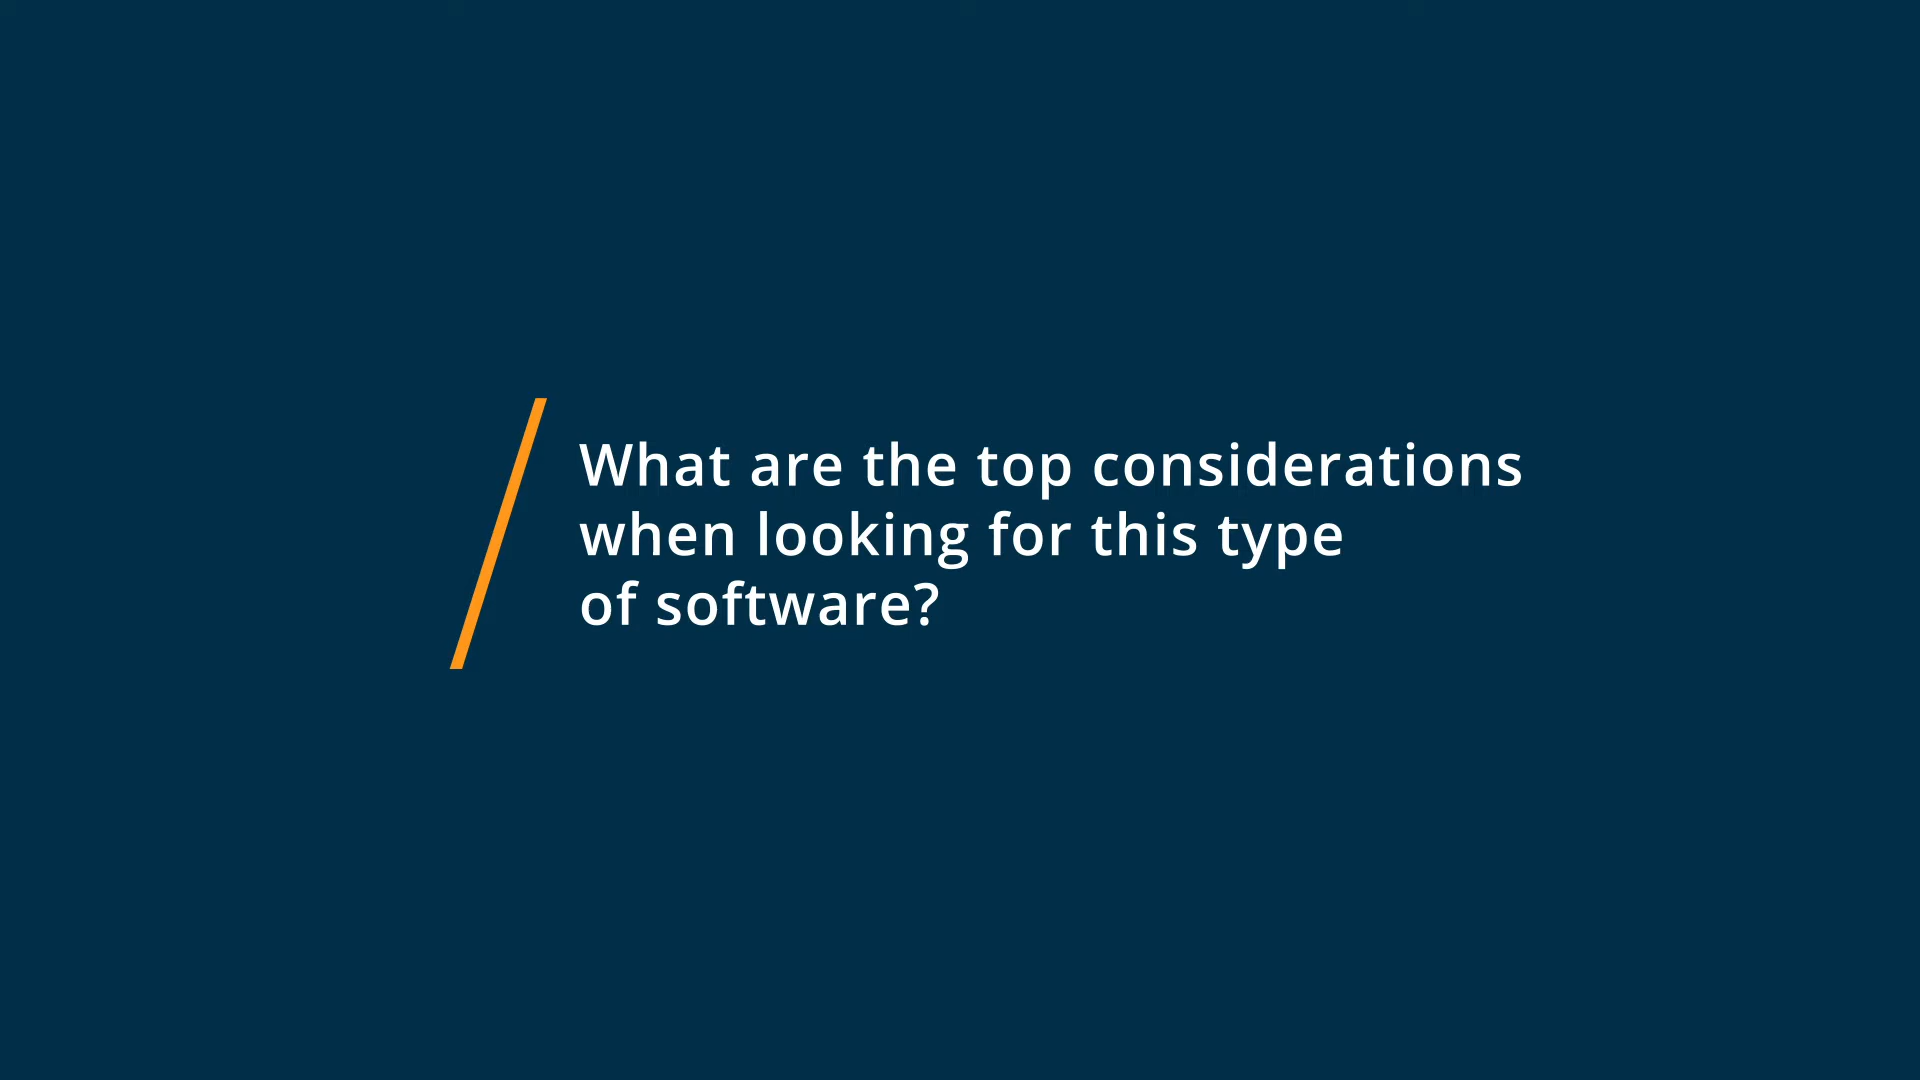 What are the top considerations
when looking for this type
of software?